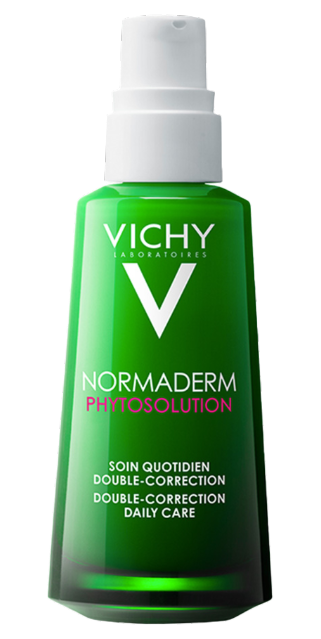 VICHY
LABORATOIRES
V
NORMADERM
PHYTOSOLUTION
SOIN QUOTIDIEN
DOUBLE-CORRECTION
DOUBLE-CORRECTION
DAILY CARE